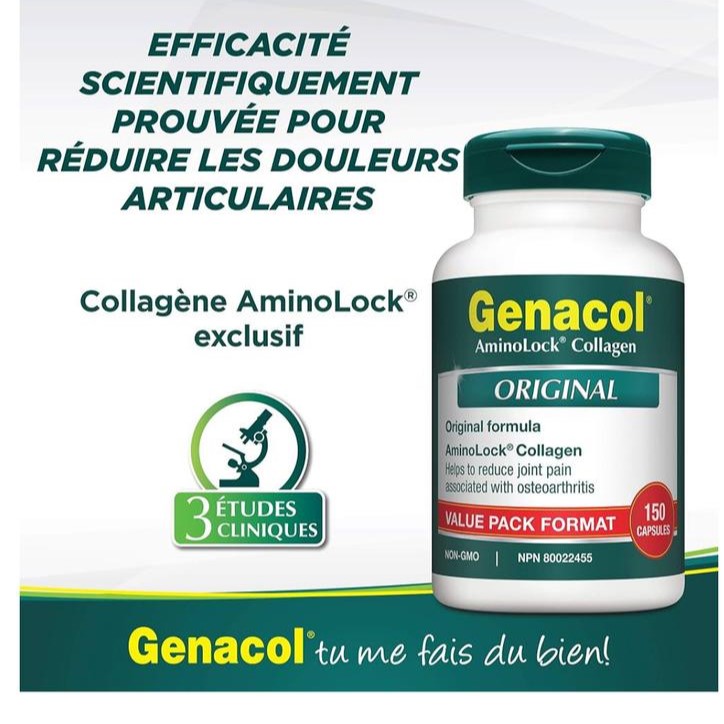 EFFICACITÉ
SCIENTIFIQUEMENT
PROUVÉE POUR
RÉDUIRE LES DOULEURS
ARTICULAIRES
Collagène AminoLock®
exclusif
3 ÉTUDES
CLINIQUES
Genacol®
AminoLock® Collagen
ORIGINAL
Original formula
AminoLock® Collagen
Helps to reduce joint pain
associated with osteoarthritis
VALUE PACK FORMAT
150
CAPSULES
NON-GMO | NPN 80022455
Genacol® tu me fais du bien!